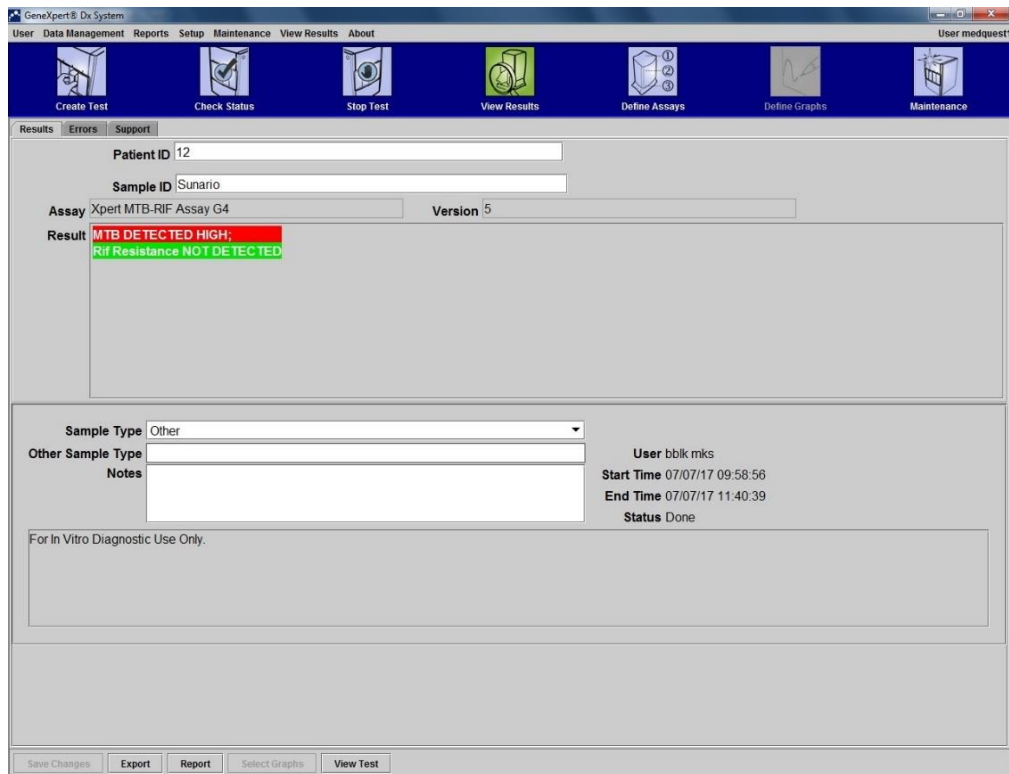 GeneXpert® Dx System
User Data Management Reports Setup Maintenance View Results About User medquest1
Create Test Check Status Stop Test View Results Define Assays Define Graphs Maintenance
Results Errors Support
Patient ID 12
Sample ID Sunario
Assay Xpert MTB-RIF Assay G4 Version 5
Result MTB DETECTED HIGH;
Rif Resistance NOT DETECTED
Sample Type Other
Other Sample Type User bblk mks
Notes Start Time 07/07/17 09:58:56
End Time 07/07/17 11:40:39
Status Done
For In Vitro Diagnostic Use Only.
Save Changes Export Report Select Graphs View Test